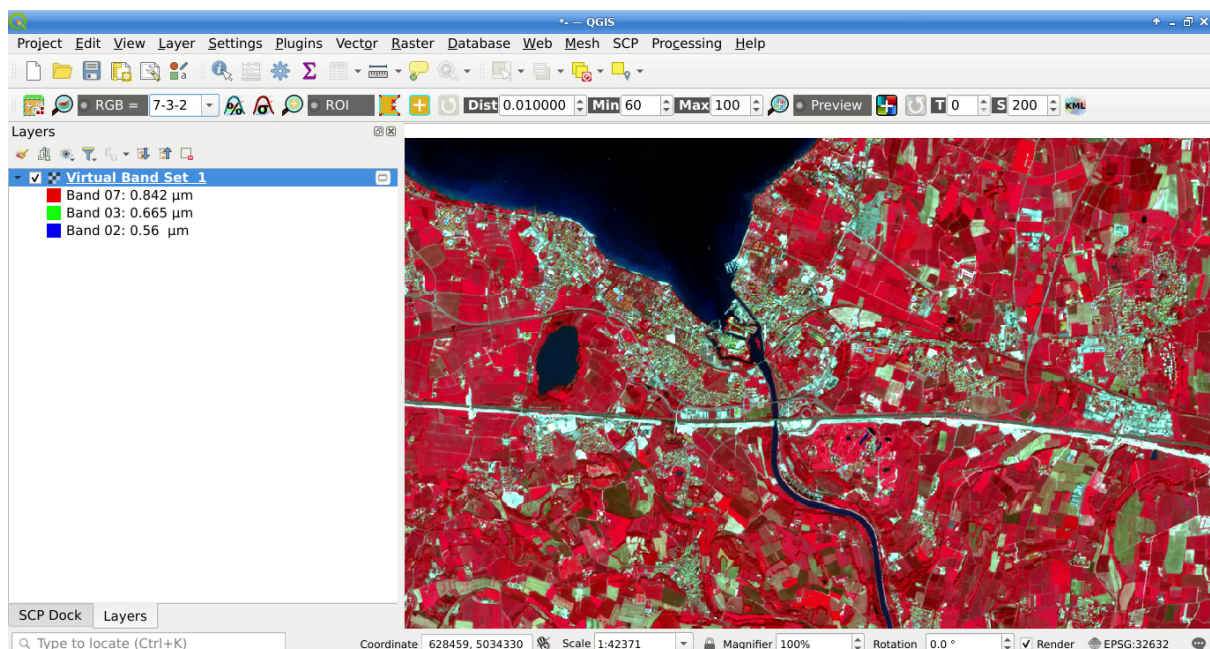 *- — QGIS
Project Edit View Layer Settings Plugins Vector Raster Database Web Mesh SCP Processing Help
RGB = 7-3-2 ROI Dist 0.010000 Min 60 Max 100 Preview T 0 S 200 KML
Layers
Virtual Band Set 1
Band 07: 0.842 µm
Band 03: 0.665 µm
Band 02: 0.56 µm
SCP Dock Layers
Type to locate (Ctrl+K) Coordinate 628459, 5034330 Scale 1:42371 Magnifier 100% Rotation 0.0 ° Render EPSG:32632